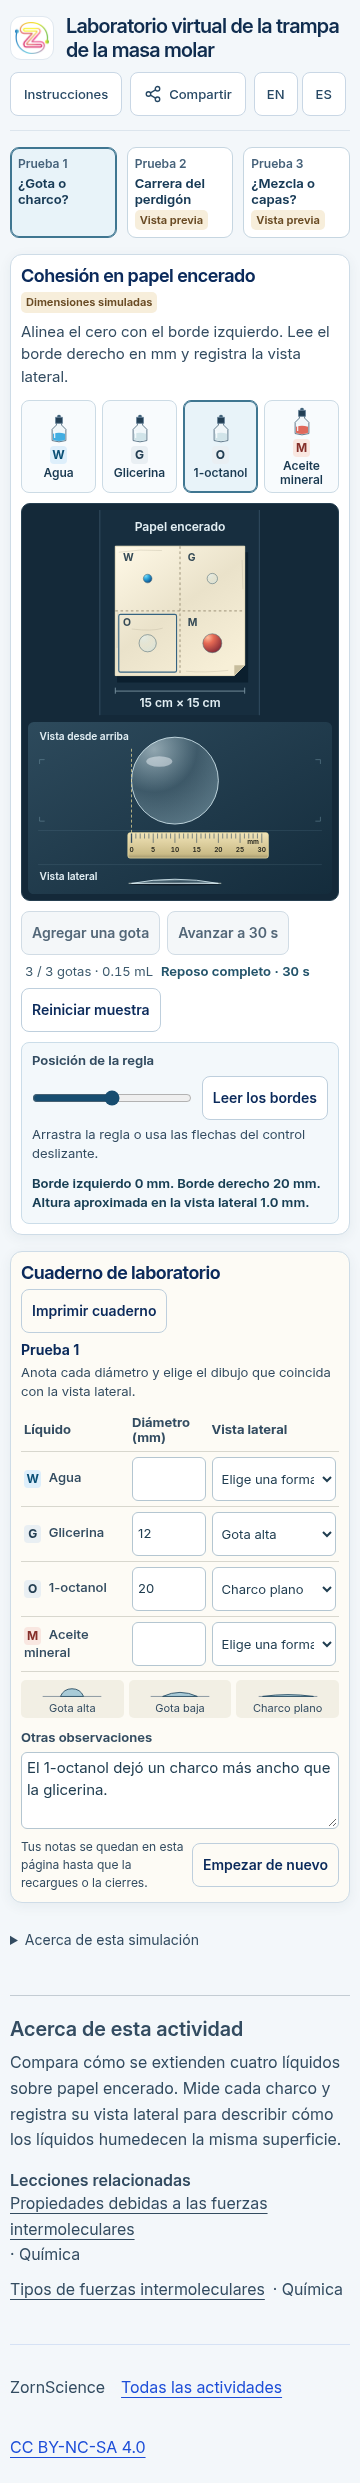 Laboratorio virtual de la trampa
de la masa molar
Instrucciones
Compartir
EN
ES
Prueba 1
¿Gota o
charco?
Prueba 2
Carrera del
perdigón
Vista previa
Prueba 3
¿Mezcla o
capas?
Vista previa
Cohesión en papel encerado
Dimensiones simuladas
Alinea el cero con el borde izquierdo. Lee el
borde derecho en mm y registra la vista
lateral.
W
Agua
G
Glicerina
O
1-octanol
M
Aceite
mineral
Papel encerado
W
G
O
M
15 cm × 15 cm
Vista desde arriba
mm
0 5 10 15 20 25 30
Vista lateral
Agregar una gota
Avanzar a 30 s
3 / 3 gotas · 0.15 mL Reposo completo · 30 s
Reiniciar muestra
Posición de la regla
Leer los bordes
Arrastra la regla o usa las flechas del control
deslizante.
Borde izquierdo 0 mm. Borde derecho 20 mm.
Altura aproximada en la vista lateral 1.0 mm.
Cuaderno de laboratorio
Imprimir cuaderno
Prueba 1
Anota cada diámetro y elige el dibujo que coincida
con la vista lateral.
Líquido
Diámetro
(mm)
Vista lateral
W Agua
Elige una forma
G Glicerina
12
Gota alta
O 1-octanol
20
Charco plano
M Aceite
mineral
Elige una forma
Gota alta
Gota baja
Charco plano
Otras observaciones
El 1-octanol dejó un charco más ancho que
la glicerina.
Tus notas se quedan en esta
página hasta que la
recargues o la cierres.
Empezar de nuevo
Acerca de esta simulación
Acerca de esta actividad
Compara cómo se extienden cuatro líquidos
sobre papel encerado. Mide cada charco y
registra su vista lateral para describir cómo
los líquidos humedecen la misma superficie.
Lecciones relacionadas
Propiedades debidas a las fuerzas
intermoleculares
· Química
Tipos de fuerzas intermoleculares · Química
ZornScience
Todas las actividades
CC BY-NC-SA 4.0